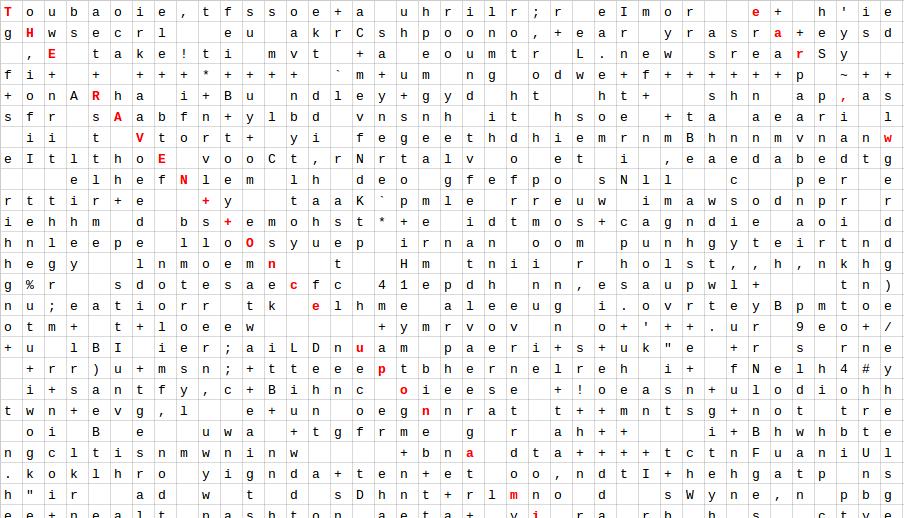 T o u b a o i e , t f s s o e + a   u h r i l r ; r   e I m o r     e +   h ' i e
g H w s e c r l     e u   a k r C s h p o o n o , + e a r   y r a s r a + e y s d
  , E   t a k e ! t i   m v t   + a   e o u m t r   L . n e w   s r e a r S y
f i +   +   + + + * + + + +   ` m + u m   n g   o d w e + f + + + + + + p   ~ + +
+ o n A R h a   i + B u   n d l e y + g y d   h t     h t +     s h n   a p , a s
s f r   s A a b f n + y l b d   v n s n h   i t   h s o e   + t a   a e a r i   l
  i i   t   V t o r t +   y i   f e g e e t h d h i e m r n m B h n n m v n a n w
e I t l t h o E   v o o C t , r N r t a l v   o   e t   i   , e a e d a b e d t g
      e l h e f N l e m   l h   d e o   g f e f p o   s N l l     c     p e r   e
r t t i r + e     + y     t a a K ` p m l e   r r e u w   i m a w s o d n p r   r
i e h h m   d   b s + e m o h s t * + e   i d t m o s + c a g n d i e   a o i   d
h n l e e p e   l l o O s y u e p   i r n a n   o o m   p u n h g y t e i r t n d
h e g y     l n m o e m n     t     H m   t n i i   r   h o l s t , , h , n k h g
g % r     s d o t e s a e c f c   4 1 e p d h   n n , e s a u p w l +       t n )
n u ; e a t i o r r   t k   e l h m e   a l e e u g   i . o v r t e y B p m t o e
o t m +   t + l o e e w           + y m r v o v   n   o + ' + + . u r   9 e o + /
+ u   l B I   i e r ; a i L D n u a m   p a e r i + s + u k " e   + r   s   r n e
  + r r ) u + m s n ; + t t e e e p t b h e r n e l r e h   i +   f N e l h 4 # y
  i + s a n t f y , c + B i h n c   o i e e s e   + ! o e a s n + u l o d i o h h
t w n + e v g , l     e + u n   o e g n n r a t   t + + m n t s g + n o t   t r e
  o i   B   e     u w a   + t g f r m e   g   r   a h + +       i + B h w h b t e
n g c l t i s n m w n i n w         + b n a   d t a + + + + t c t n F u a n i U l
. k o k l h r o   y i g n d a + t e n + e t   o o , n d t I + h e h g a t p   n s
h " i r     a d   w   t   d   s D h n t + r l m n o   d     s W y n e , n   p b g